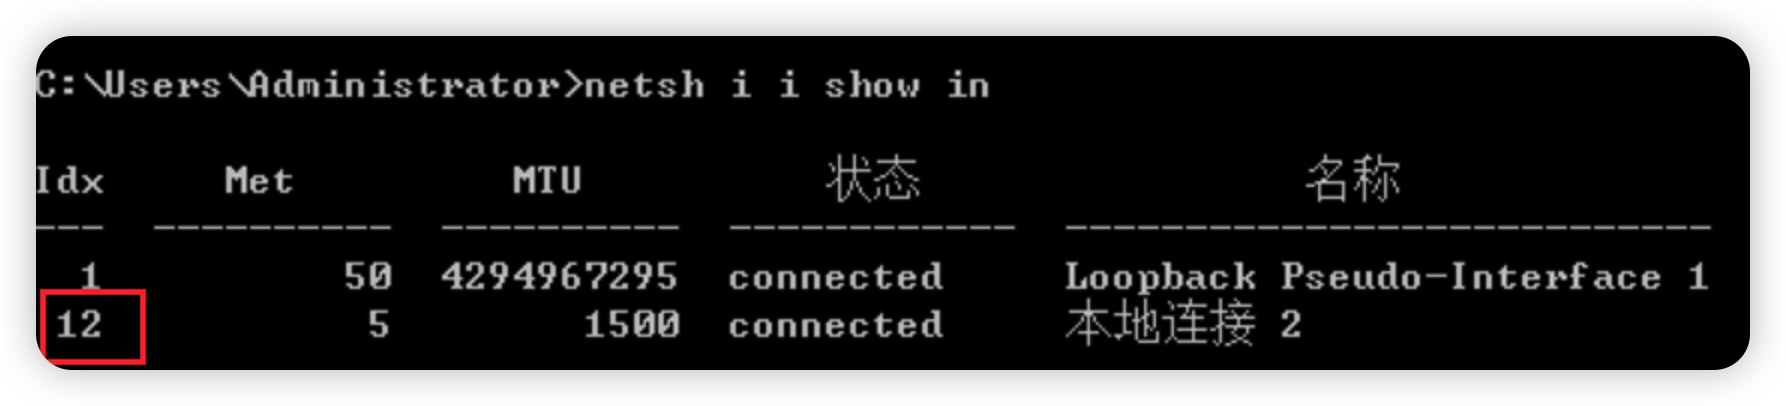 C:\Users\Administrator>netsh i i show in
Idx     Met         MTU          状态                名称
---  ----------  ----------  ------------  ---------------------------
  1          50  4294967295  connected     Loopback Pseudo-Interface 1
 12           5        1500  connected     本地连接 2